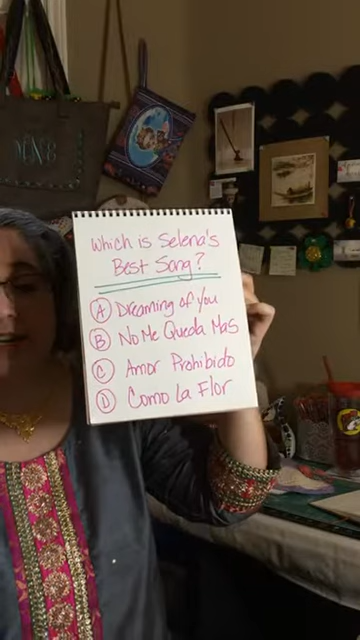 Which is Selena's
Best Song?
A Dreaming of You
B No Me Queda Mas
C Amor Prohibido
D Como La Flor